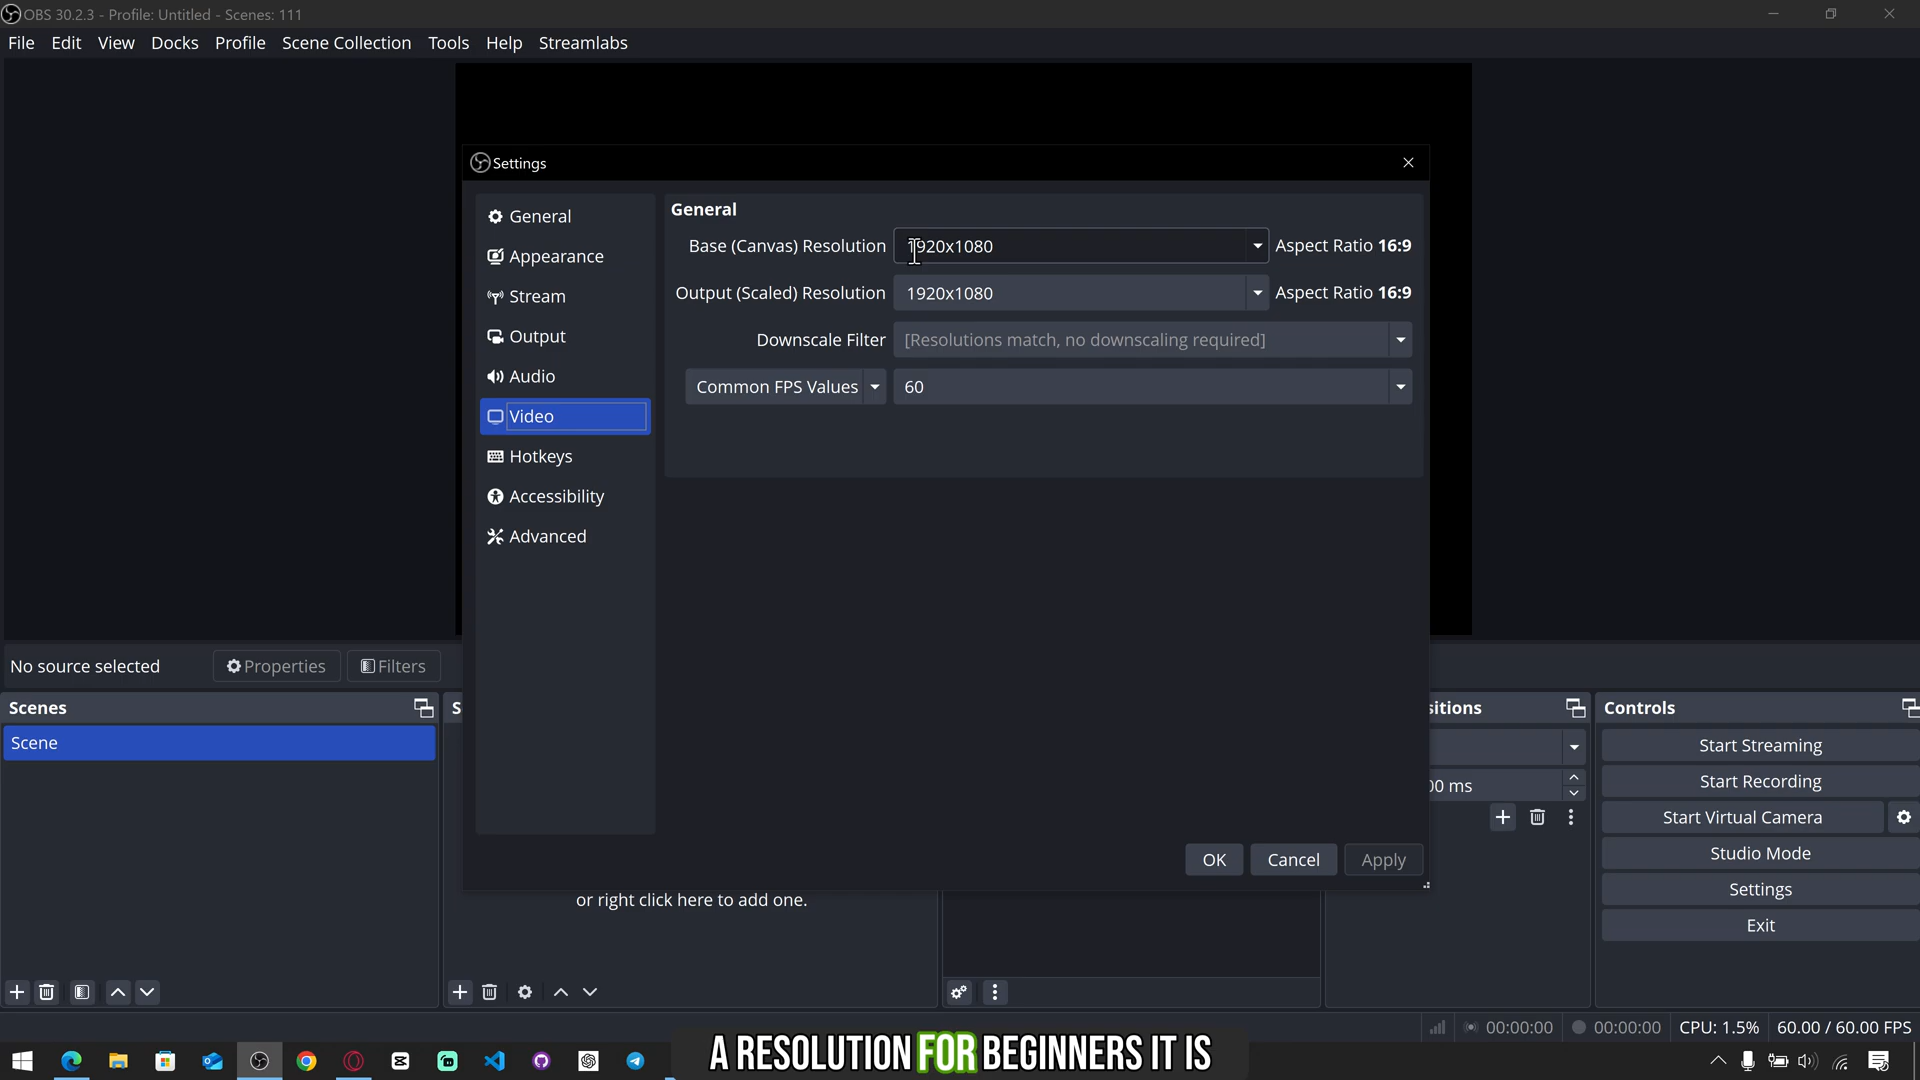 OBS 30.2.3 - Profile: Untitled - Scenes: 111
File Edit View Docks Profile Scene Collection Tools Help Streamlabs
Settings
General
Appearance
Stream
Output
Audio
Video
Hotkeys
Accessibility
Advanced
General
Base (Canvas) Resolution 1920x1080 Aspect Ratio 16:9
Output (Scaled) Resolution 1920x1080 Aspect Ratio 16:9
Downscale Filter [Resolutions match, no downscaling required]
Common FPS Values 60
OK Cancel Apply
No source selected Properties Filters
Scenes
Scene
S
or right click here to add one.
sitions
00 ms
Controls
Start Streaming
Start Recording
Start Virtual Camera
Studio Mode
Settings
Exit
00:00:00 00:00:00 CPU: 1.5% 60.00 / 60.00 FPS
A RESOLUTION FOR BEGINNERS IT IS